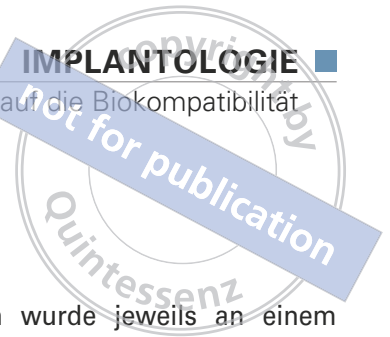 IMPLANTOLOGIE
auf die Biokompatibilität
copyright by
not for publication
Quintessenz
wurde jeweils an einem